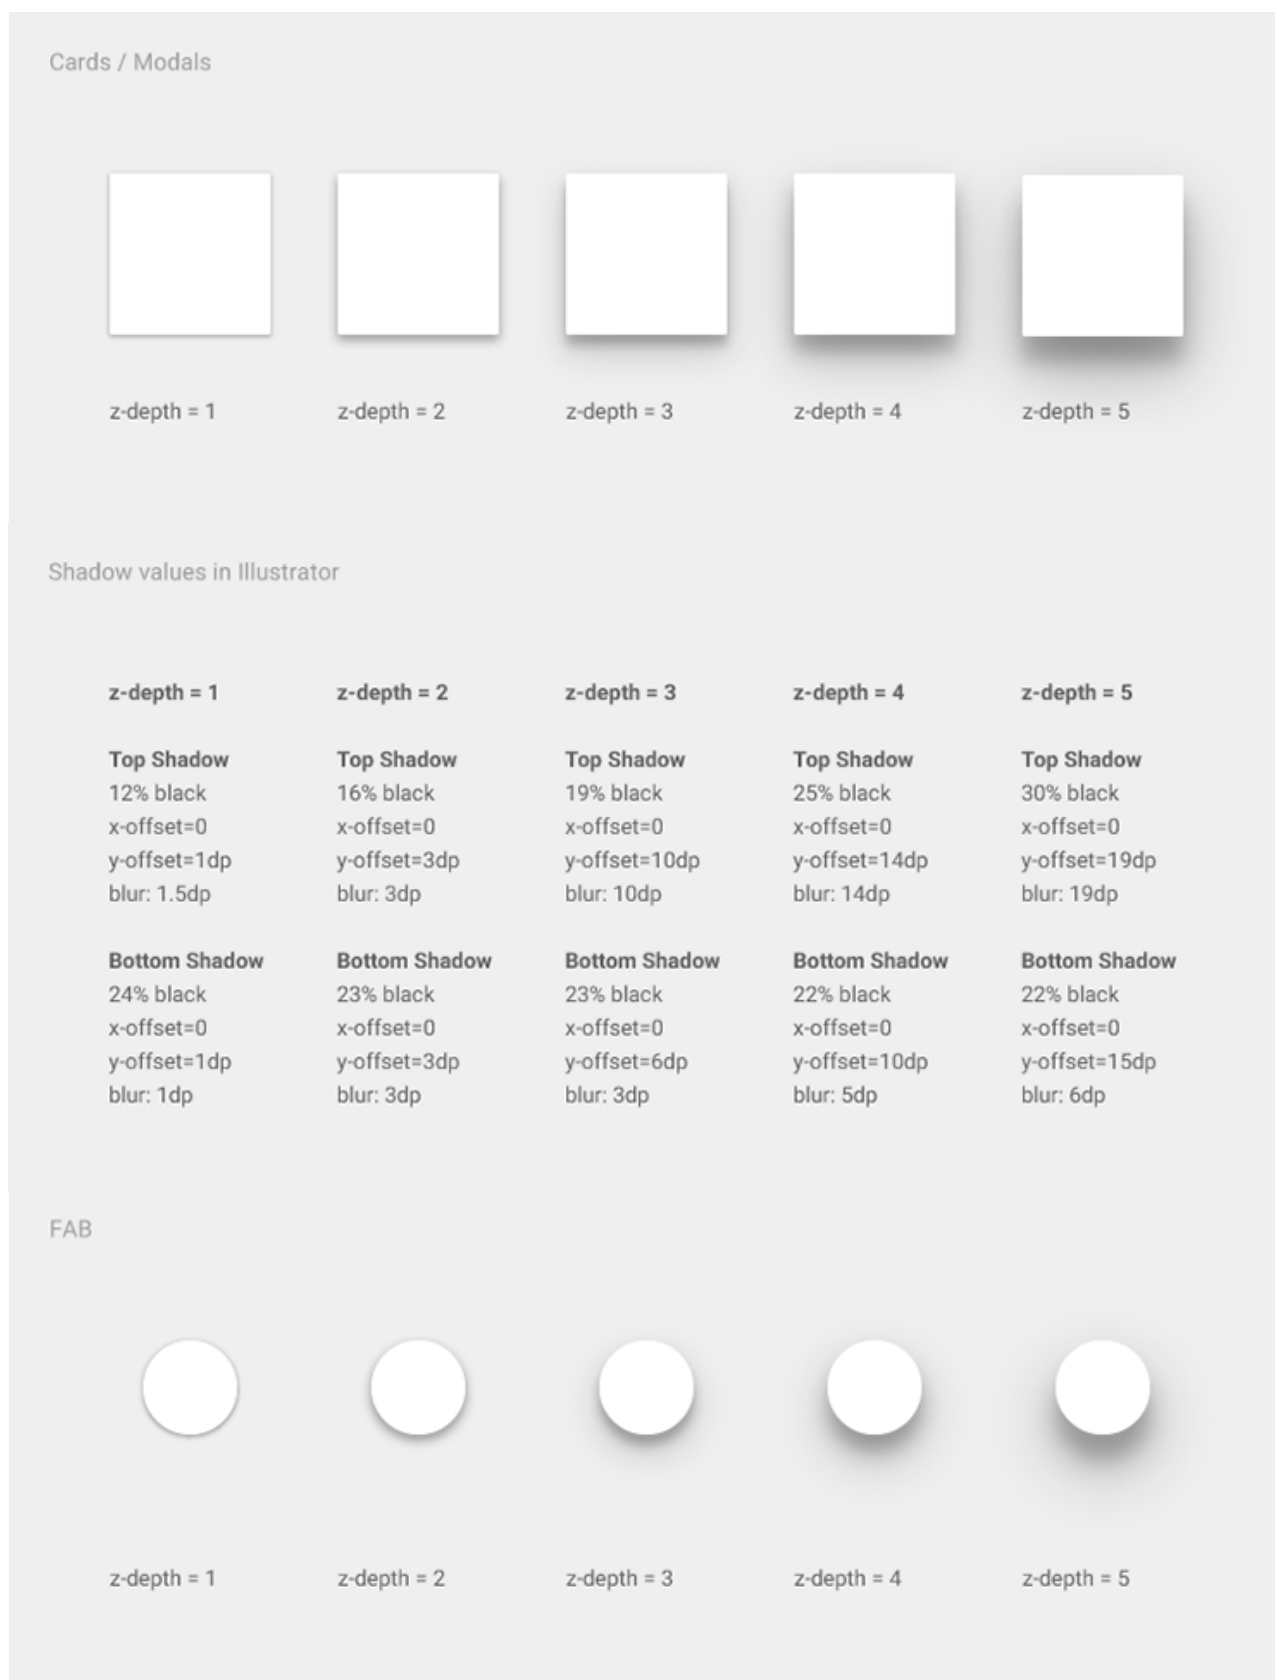 Cards / Modals
z-depth = 1
z-depth = 2
z-depth = 3
z-depth = 4
z-depth = 5
Shadow values in Illustrator
z-depth = 1
Top Shadow
12% black
x-offset=0
y-offset=1dp
blur: 1.5dp
Bottom Shadow
24% black
x-offset=0
y-offset=1dp
blur: 1dp
z-depth = 2
Top Shadow
16% black
x-offset=0
y-offset=3dp
blur: 3dp
Bottom Shadow
23% black
x-offset=0
y-offset=3dp
blur: 3dp
z-depth = 3
Top Shadow
19% black
x-offset=0
y-offset=10dp
blur: 10dp
Bottom Shadow
23% black
x-offset=0
y-offset=6dp
blur: 3dp
z-depth = 4
Top Shadow
25% black
x-offset=0
y-offset=14dp
blur: 14dp
Bottom Shadow
22% black
x-offset=0
y-offset=10dp
blur: 5dp
z-depth = 5
Top Shadow
30% black
x-offset=0
y-offset=19dp
blur: 19dp
Bottom Shadow
22% black
x-offset=0
y-offset=15dp
blur: 6dp
FAB
z-depth = 1
z-depth = 2
z-depth = 3
z-depth = 4
z-depth = 5